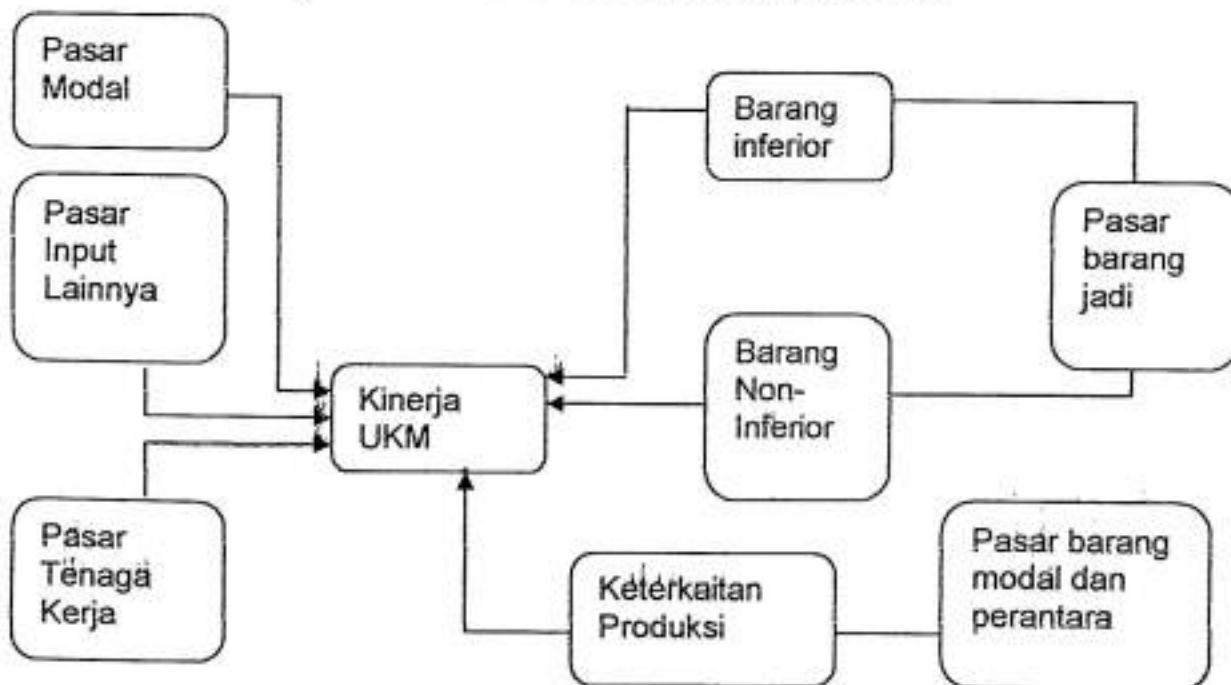 Pasar
Modal
Pasar
Input
Lainnya
Pasar
Tenaga
Kerja
Kinerja
UKM
Barang
inferior
Barang
Non-
Inferior
Pasar
barang
jadi
Keterkaitan
Produksi
Pasar barang
modal dan
perantara